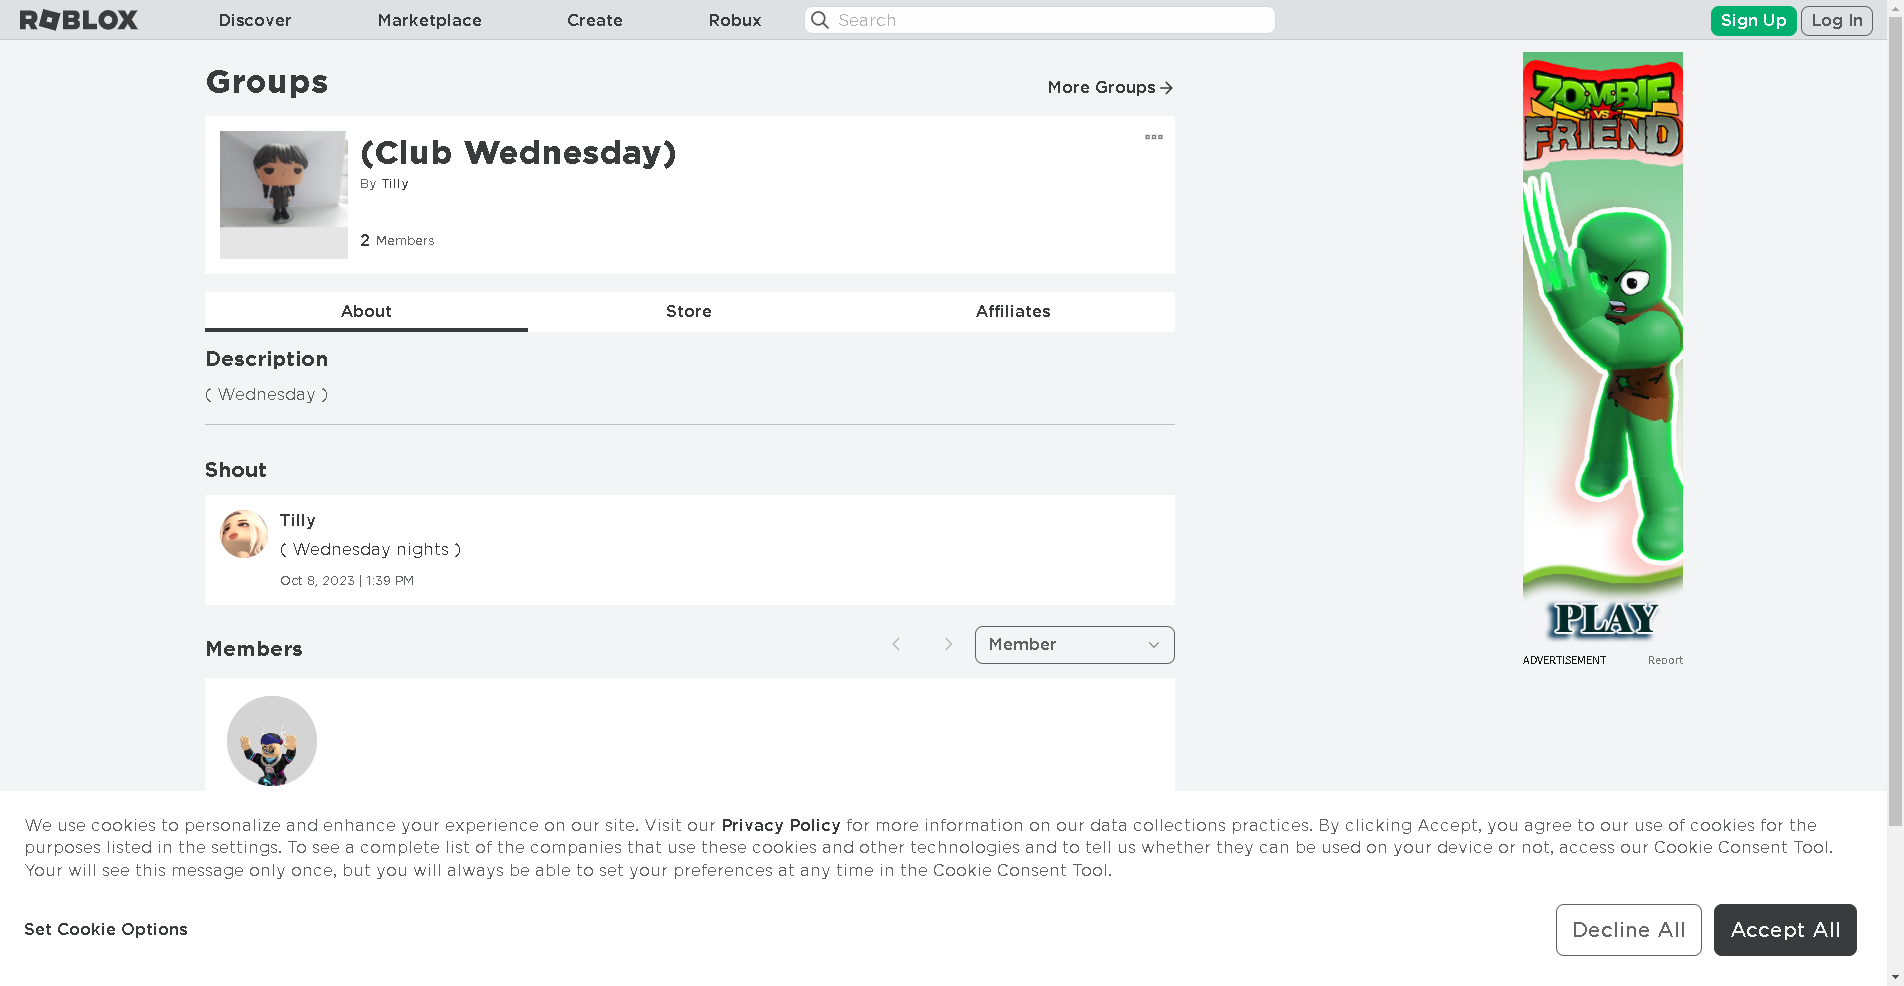 ROBLOX Discover Marketplace Create Robux Search Sign Up Log In
Groups
More Groups
(Club Wednesday)
By Tilly
2 Members
About Store Affiliates
Description
( Wednesday )
Shout
Tilly
( Wednesday nights )
Oct 8, 2023 | 1:39 PM
Members
Member
ZOMBIE
VS
FRIEND
PLAY
ADVERTISEMENT Report
We use cookies to personalize and enhance your experience on our site. Visit our Privacy Policy for more information on our data collections practices. By clicking Accept, you agree to our use of cookies for the
purposes listed in the settings. To see a complete list of the companies that use these cookies and other technologies and to tell us whether they can be used on your device or not, access our Cookie Consent Tool.
Your will see this message only once, but you will always be able to set your preferences at any time in the Cookie Consent Tool.
Set Cookie Options
Decline All
Accept All